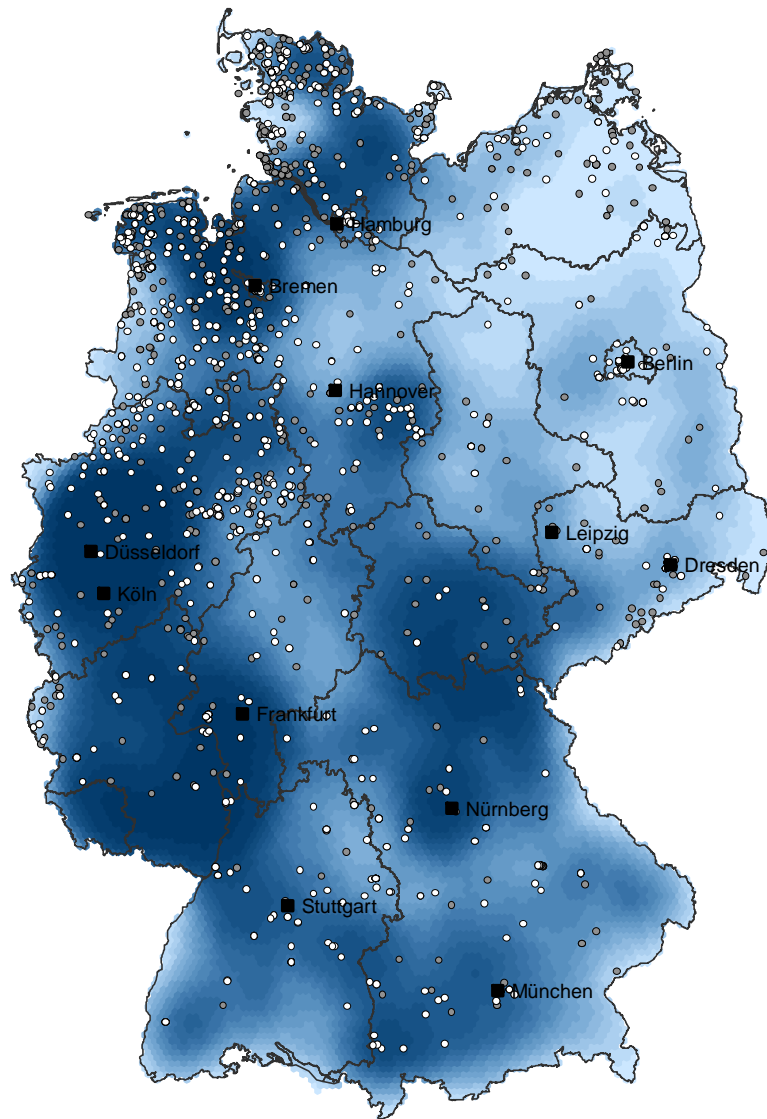 Hamburg
Bremen
Berlin
Hannover
Leipzig
Düsseldorf
Dresden
Köln
Frankfurt
Nürnberg
Stuttgart
München